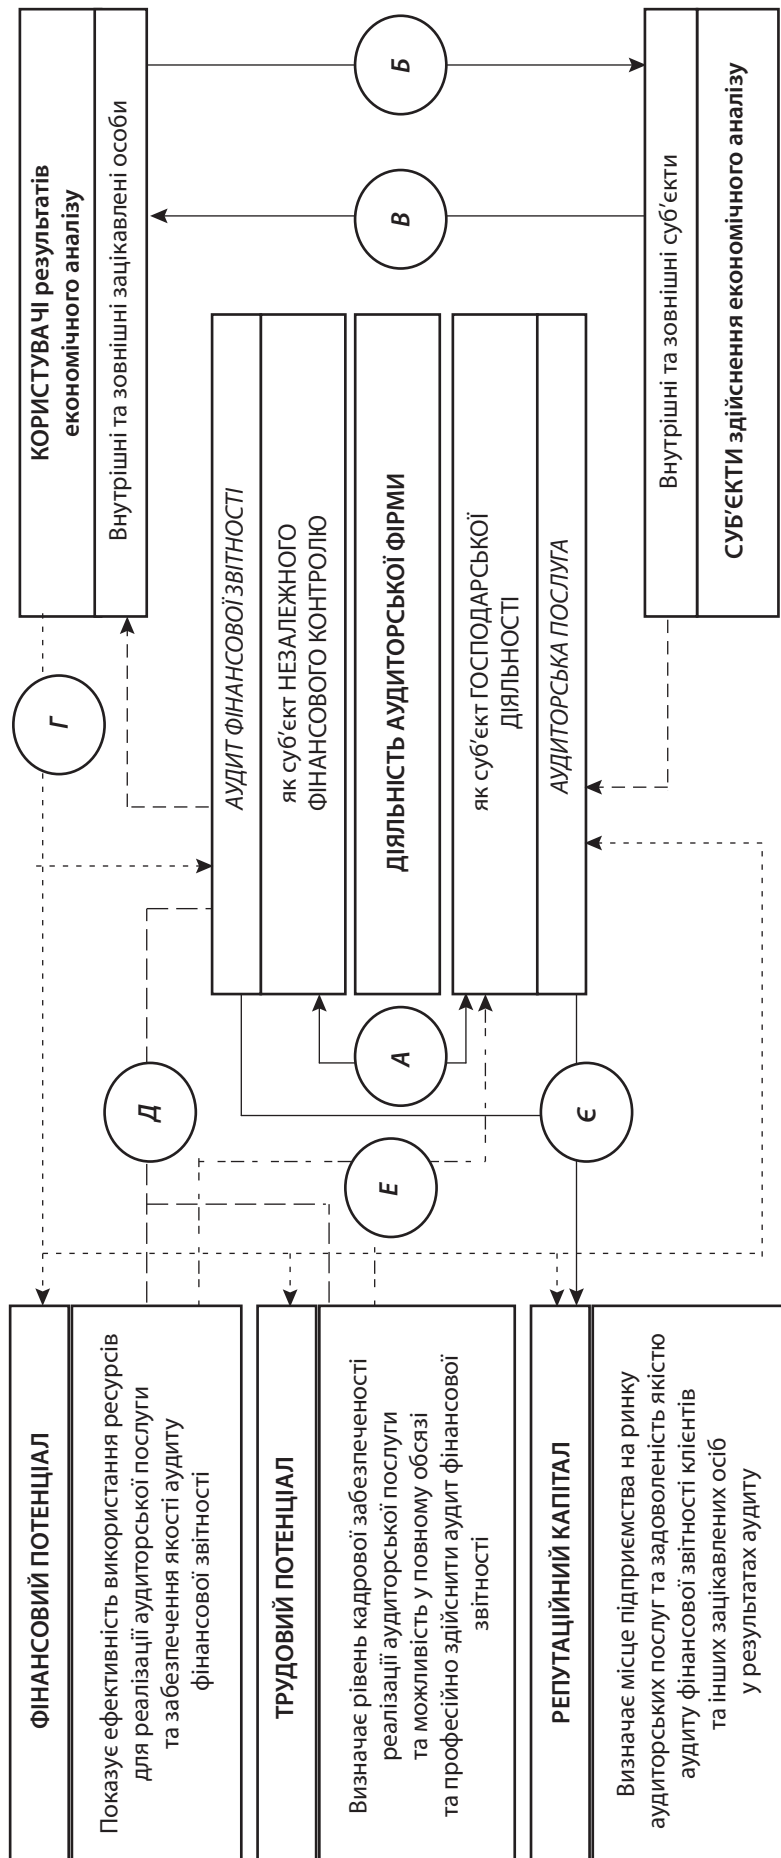 ФІНАНСОВИЙ ПОТЕНЦІАЛ
Показує ефективність використання ресурсів
для реалізації аудиторської послуги
та забезпечення якості аудиту
фінансової звітності
ТРУДОВИЙ ПОТЕНЦІАЛ
Визначає рівень кадрової забезпеченості
реалізації аудиторської послуги
та можливість у повному обсязі
та професійно здійснити аудит фінансової
звітності
РЕПУТАЦІЙНИЙ КАПІТАЛ
Визначає місце підприємства на ринку
аудиторських послуг та задоволеність якістю
аудиту фінансової звітності клієнтів
та інших зацікавлених осіб
у результатах аудиту
Д
Е
А
Є
Г
АУДИТ ФІНАНСОВОЇ ЗВІТНОСТІ
як суб’єкт НЕЗАЛЕЖНОГО
ФІНАНСОВОГО КОНТРОЛЮ
ДІЯЛЬНІСТЬ АУДИТОРСЬКОЇ ФІРМИ
як суб’єкт ГОСПОДАРСЬКОЇ
ДІЯЛЬНОСТІ
АУДИТОРСЬКА ПОСЛУГА
КОРИСТУВАЧІ результатів
економічного аналізу
Внутрішні та зовнішні зацікавлені особи
В
Б
Внутрішні та зовнішні суб’єкти
СУБ’ЄКТИ здійснення економічного аналізу